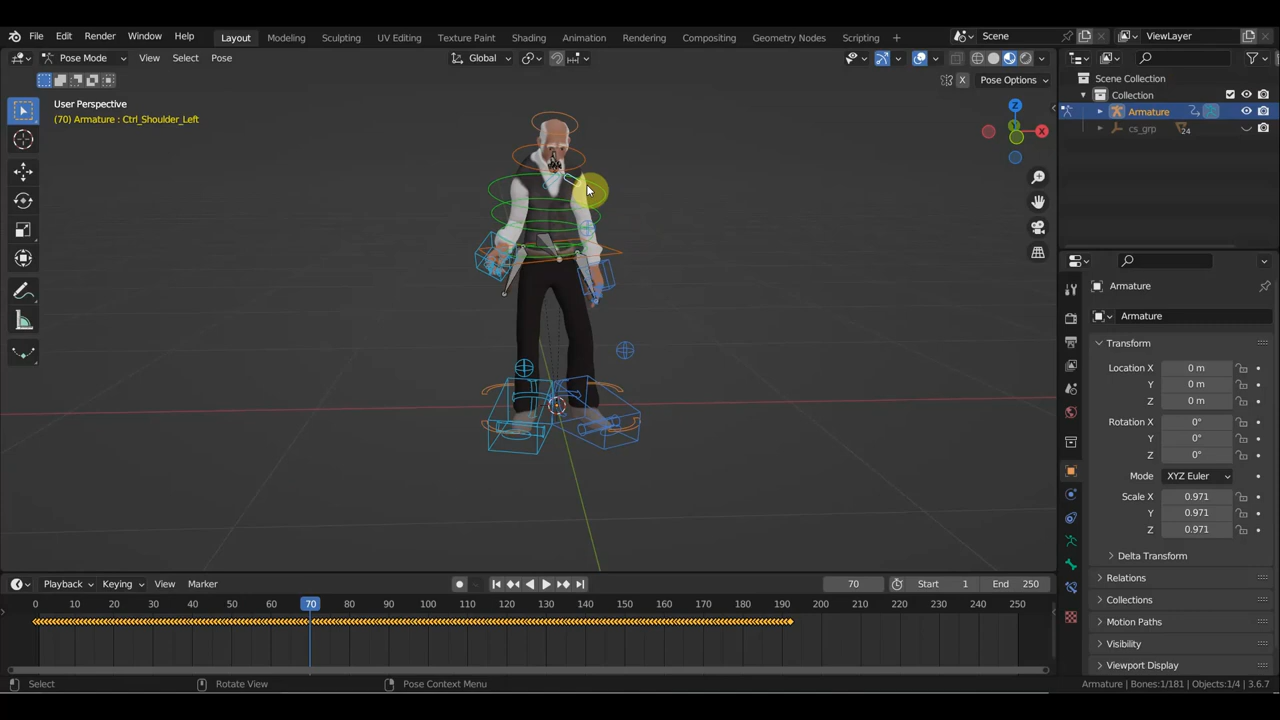 File Edit Render Window Help Layout Modeling Sculpting UV Editing Texture Paint Shading Animation Rendering Compositing Geometry Nodes Scripting + Scene ViewLayer
Pose Mode View Select Pose Global Scene Collection
X Pose Options Collection
User Perspective Z Armature
(70) Armature : Ctrl_Shoulder_Left cs_grp 24
X
Armature
Armature
Transform
Location X 0 m
Y 0 m
Z 0 m
Rotation X 0°
Y 0°
Z 0°
Mode XYZ Euler
Scale X 0.971
Y 0.971
Z 0.971
Delta Transform
Relations
Collections
Motion Paths
Visibility
Viewport Display
Playback Keying View Marker 70 Start 1 End 250
0 10 20 30 40 50 60 70 80 90 100 110 120 130 140 150 160 170 180 190 200 210 220 230 240 250
Select Rotate View Pose Context Menu Armature | Bones:1/181 | Objects:1/4 | 3.6.7